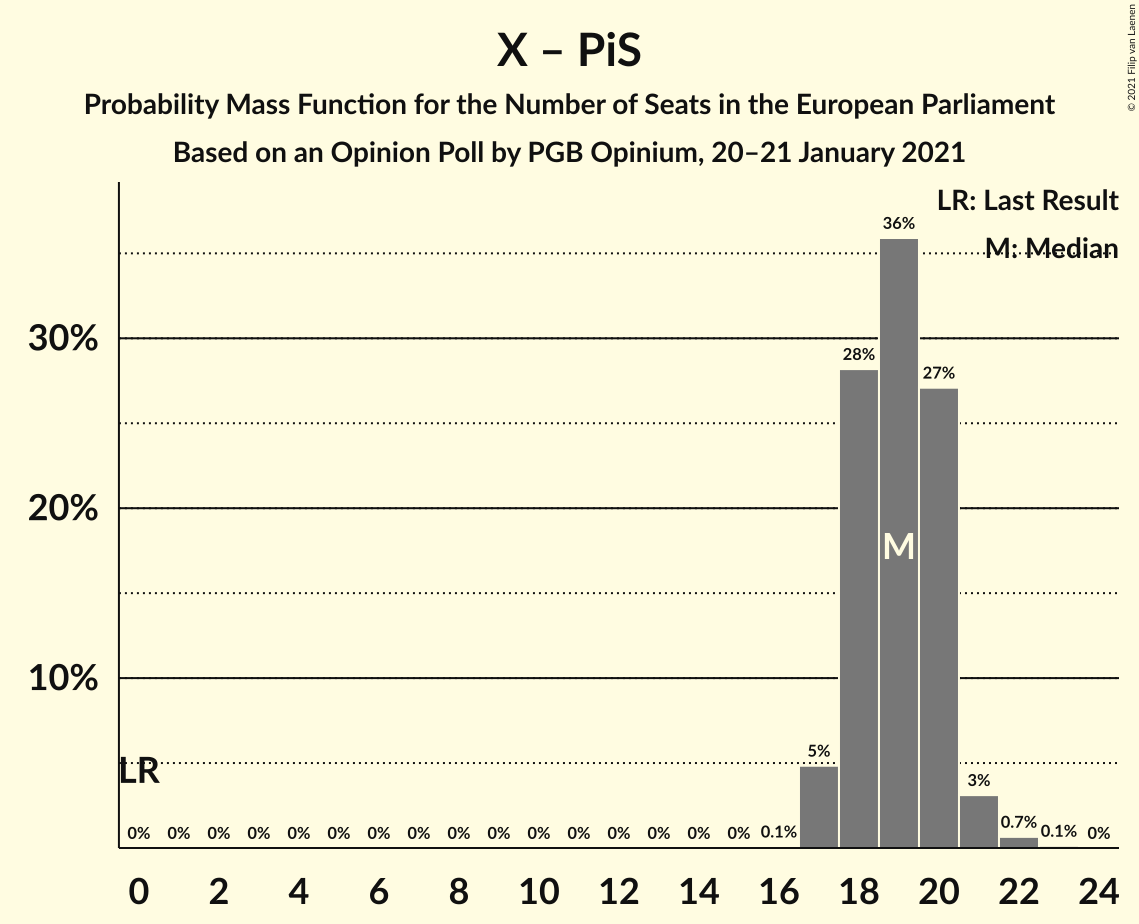 X – PiS
Probability Mass Function for the Number of Seats in the European Parliament
Based on an Opinion Poll by PGB Opinium, 20–21 January 2021
© 2021 Filip van Laenen
LR: Last Result
M: Median
36%
30%
28%
27%
20%
M
10%
LR
5%
3%
0% 0% 0% 0% 0% 0% 0% 0% 0% 0% 0% 0% 0% 0% 0% 0% 0.1% 0.7% 0.1% 0%
0 2 4 6 8 10 12 14 16 18 20 22 24